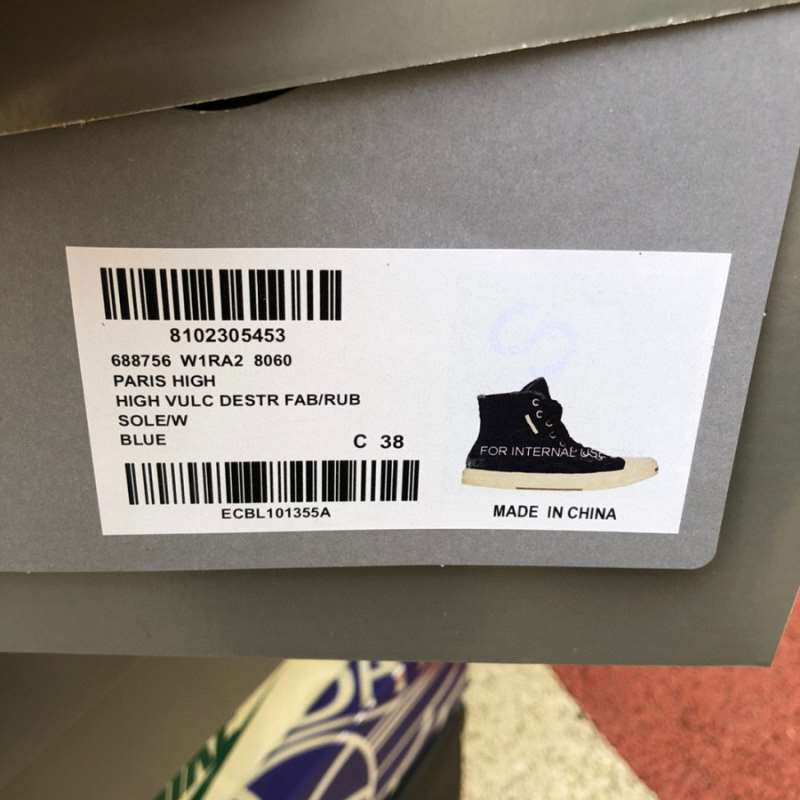 8102305453
688756 W1RA2 8060
PARIS HIGH
HIGH VULC DESTR FAB/RUB
SOLE/W
BLUE
C 38
ECBL101355A
FOR INTERNAL USE
MADE IN CHINA